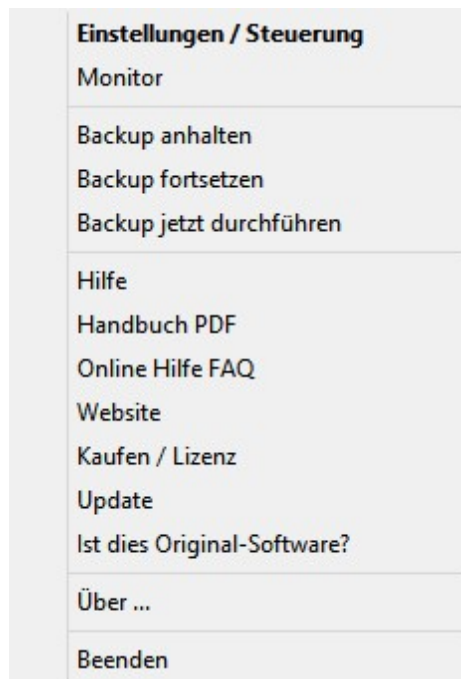 Einstellungen / Steuerung
Monitor
Backup anhalten
Backup fortsetzen
Backup jetzt durchführen
Hilfe
Handbuch PDF
Online Hilfe FAQ
Website
Kaufen / Lizenz
Update
Ist dies Original-Software?
Über ...
Beenden